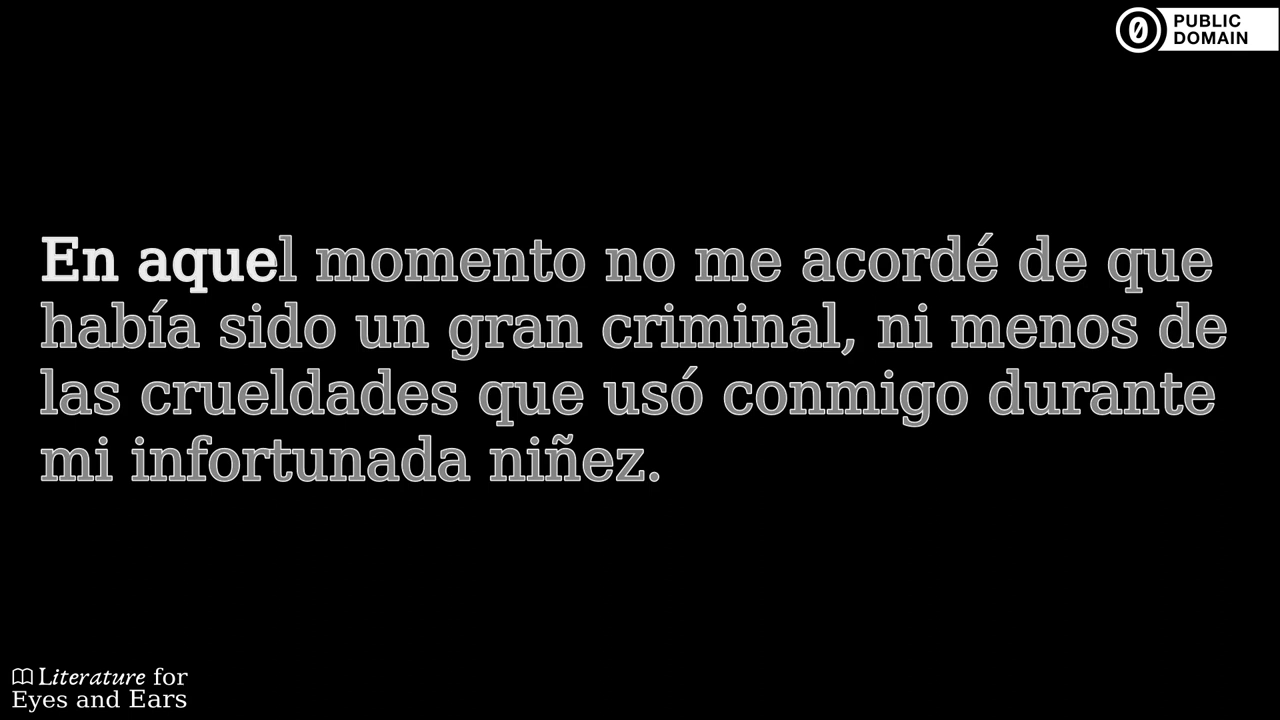 PUBLIC
DOMAIN
En aquel momento no me acordé de que
había sido un gran criminal, ni menos de
las crueldades que usó conmigo durante
mi infortunada niñez.
Literature for
Eyes and Ears